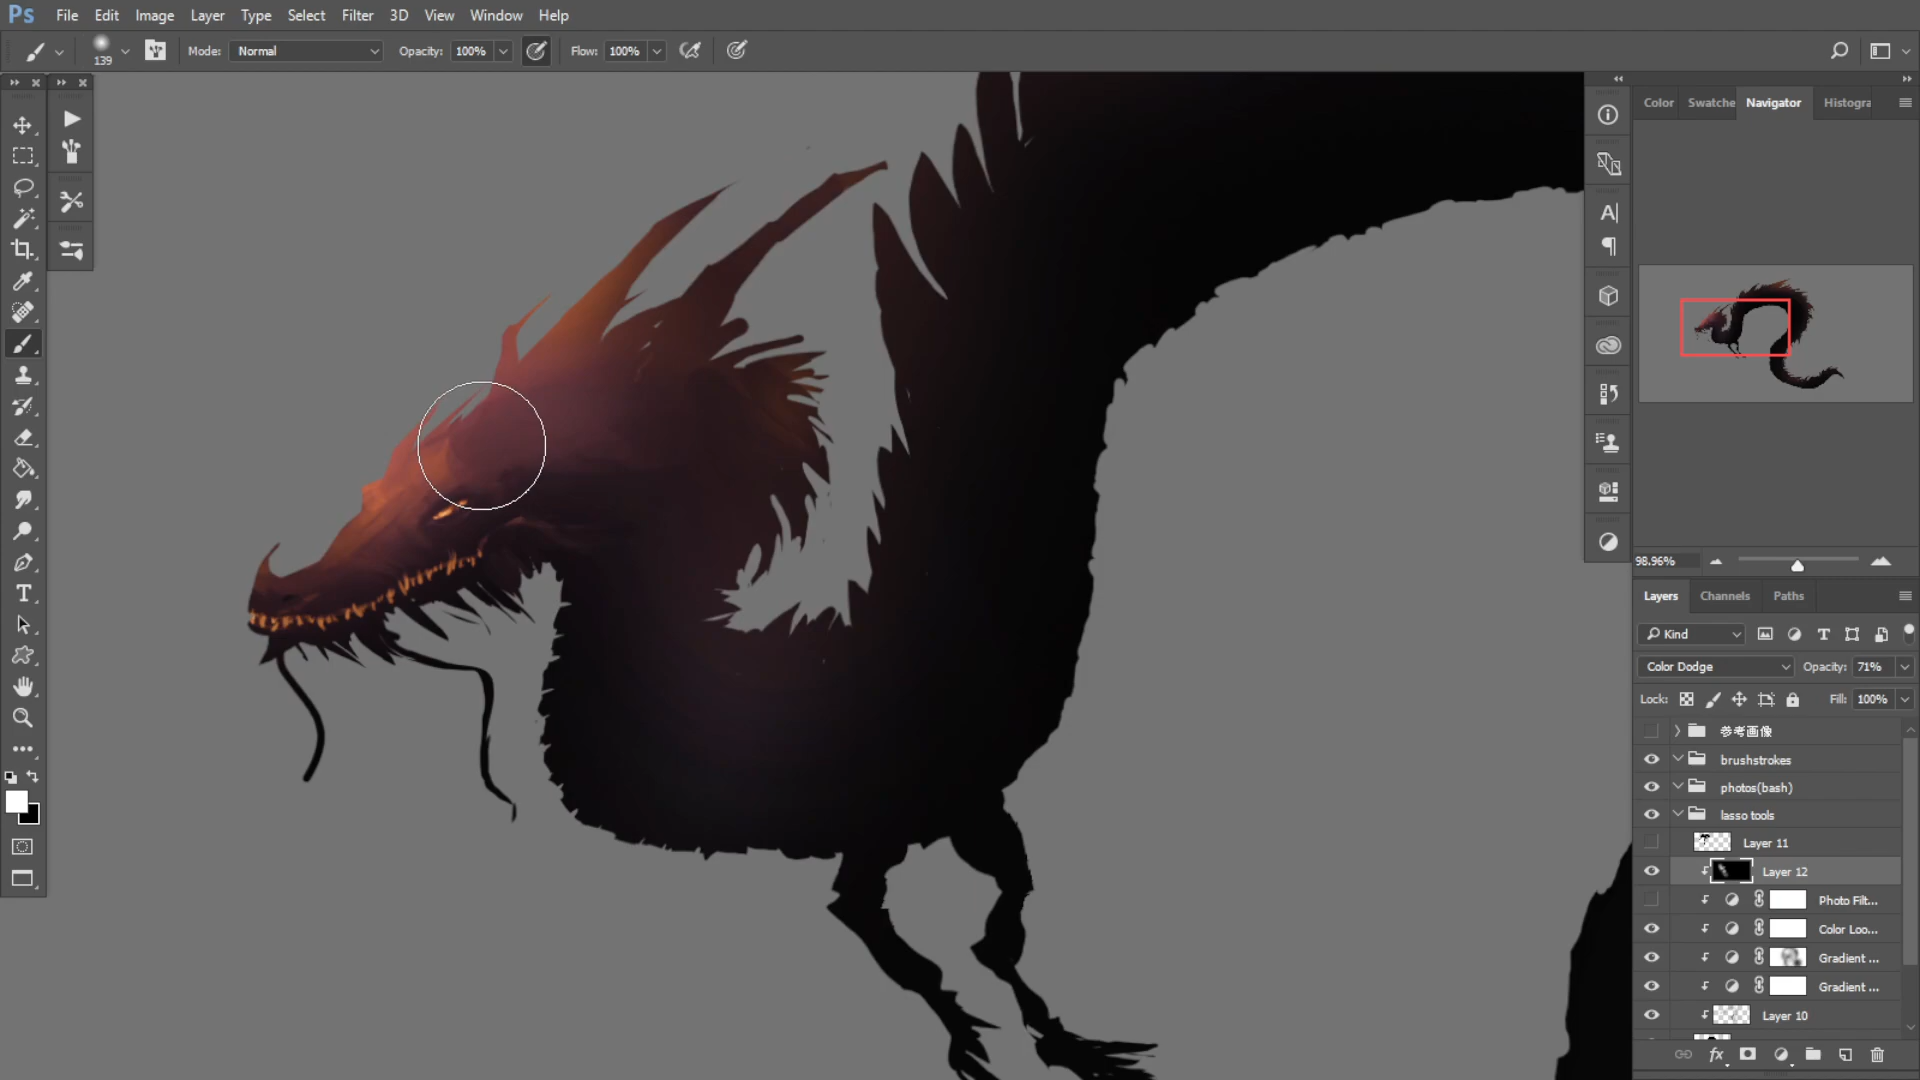 Ps File Edit Image Layer Type Select Filter 3D View Window Help
139 Mode: Normal Opacity: 100% Flow: 100%
Color Swatche Navigator Histogra
98.96%
Layers Channels Paths
Kind
Color Dodge Opacity: 71%
Lock: Fill: 100%
参考画像
brushstrokes
photos(bash)
lasso tools
Layer 11
Layer 12
Photo Filt...
Color Loo...
Gradient ...
Gradient ...
Layer 10
fx